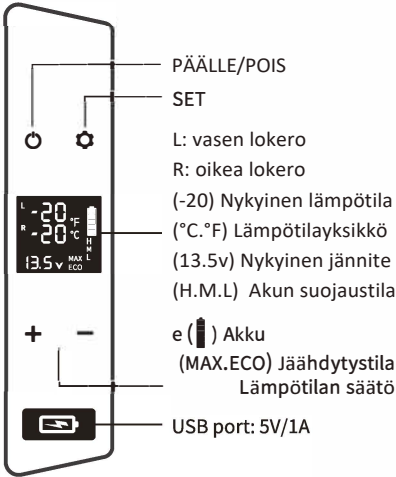 PÄÄLLE/POIS
SET
L: vasen lokero
R: oikea lokero
(-20) Nykyinen lämpötila
(°C.°F) Lämpötilayksikkö
(13.5v) Nykyinen jännite
(H.M.L) Akun suojaustila
e ( ) Akku
(MAX.ECO) Jäähdytystila
Lämpötilan säätö
USB port: 5V/1A
L -20 °F
R -20 °C
H
M
L
13.5 v MAX
ECO
+ −